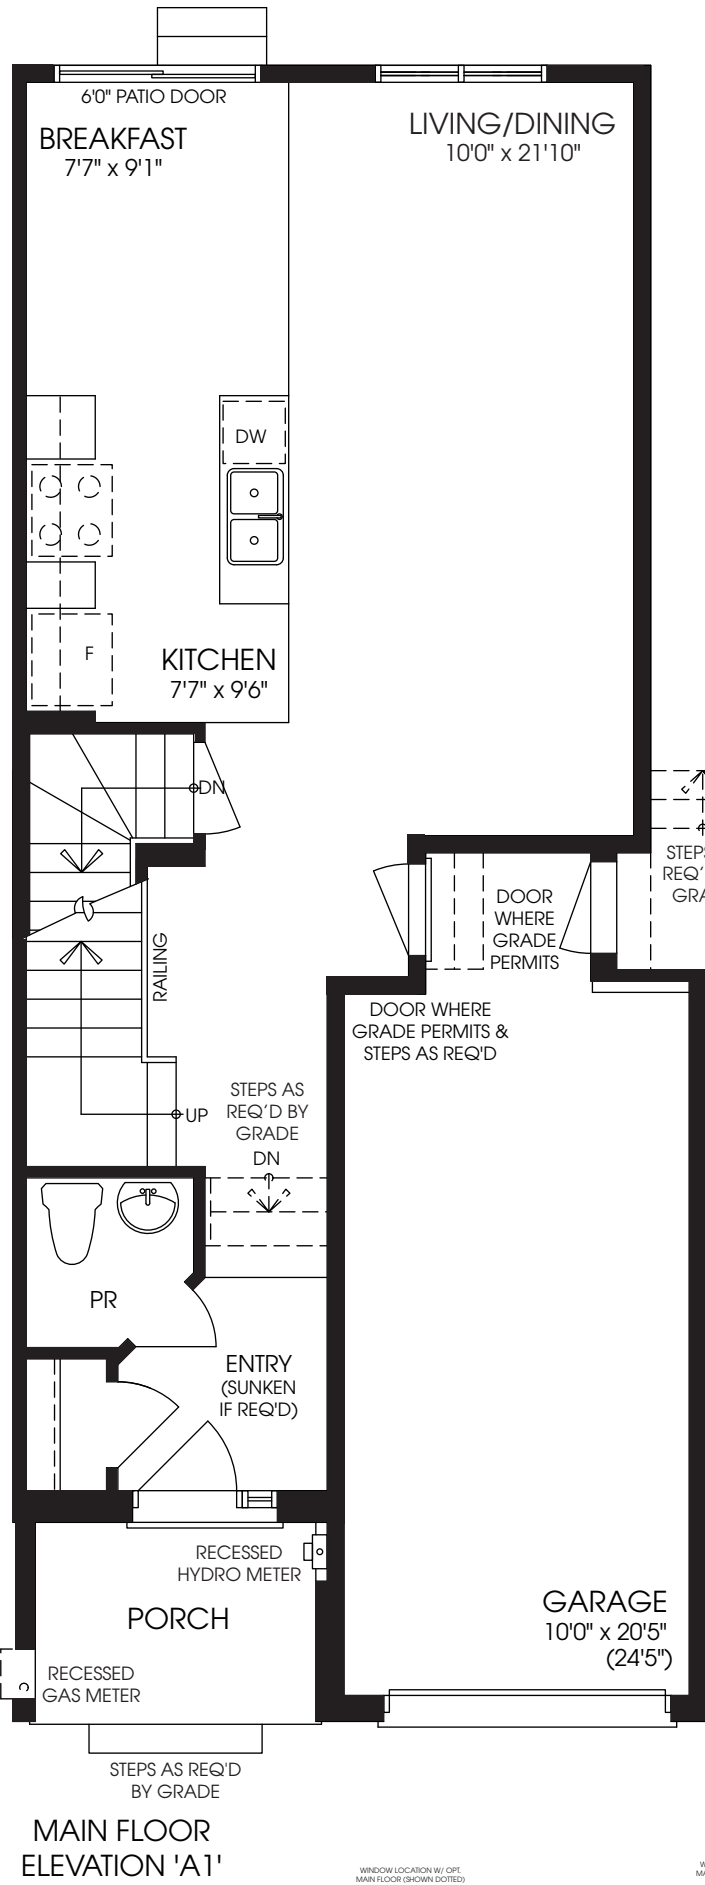 6'0" PATIO DOOR
BREAKFAST
7'7" x 9'1"
LIVING/DINING
10'0" x 21'10"
DW
F
KITCHEN
7'7" x 9'6"
DN
RAILING
DOOR
WHERE
GRADE
PERMITS
STEPS
REQ'
GRA
DOOR WHERE
GRADE PERMITS &
STEPS AS REQ'D
UP
STEPS AS
REQ'D BY
GRADE
DN
PR
ENTRY
(SUNKEN
IF REQ'D)
RECESSED
HYDRO METER
PORCH
GARAGE
10'0" x 20'5"
(24'5")
RECESSED
GAS METER
STEPS AS REQ'D
BY GRADE
MAIN FLOOR
ELEVATION 'A1'
WINDOW LOCATION W/ OPT.
MAIN FLOOR (SHOWN DOTTED)